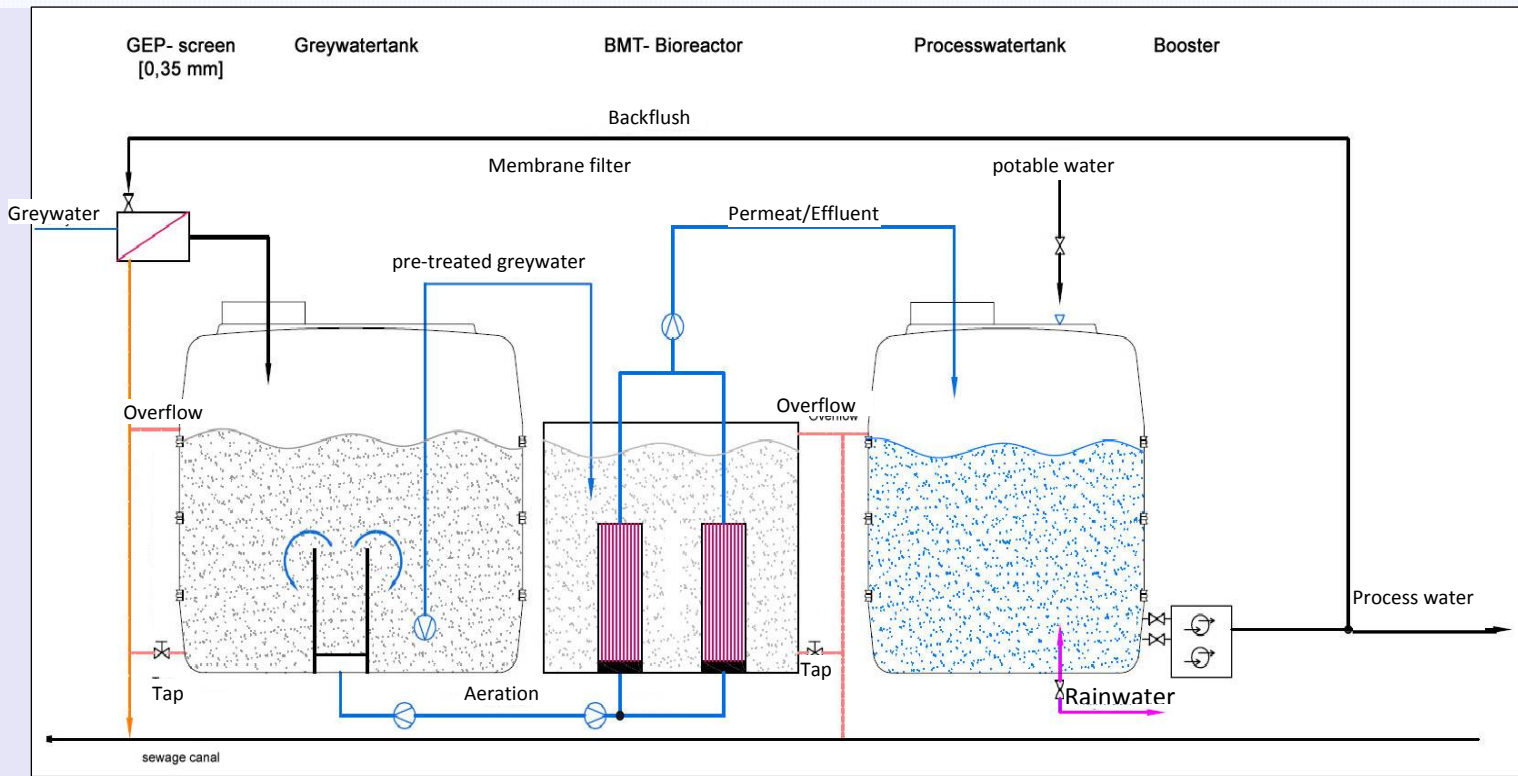 GEP- screen
[0,35 mm]
Greywatertank
BMT- Bioreactor
Processwatertank
Booster
Backflush
Membrane filter
potable water
Greywater
Permeat/Effluent
pre-treated greywater
Overflow
Overflow
Overflow
Process water
Tap
Aeration
Tap
Rainwater
sewage canal